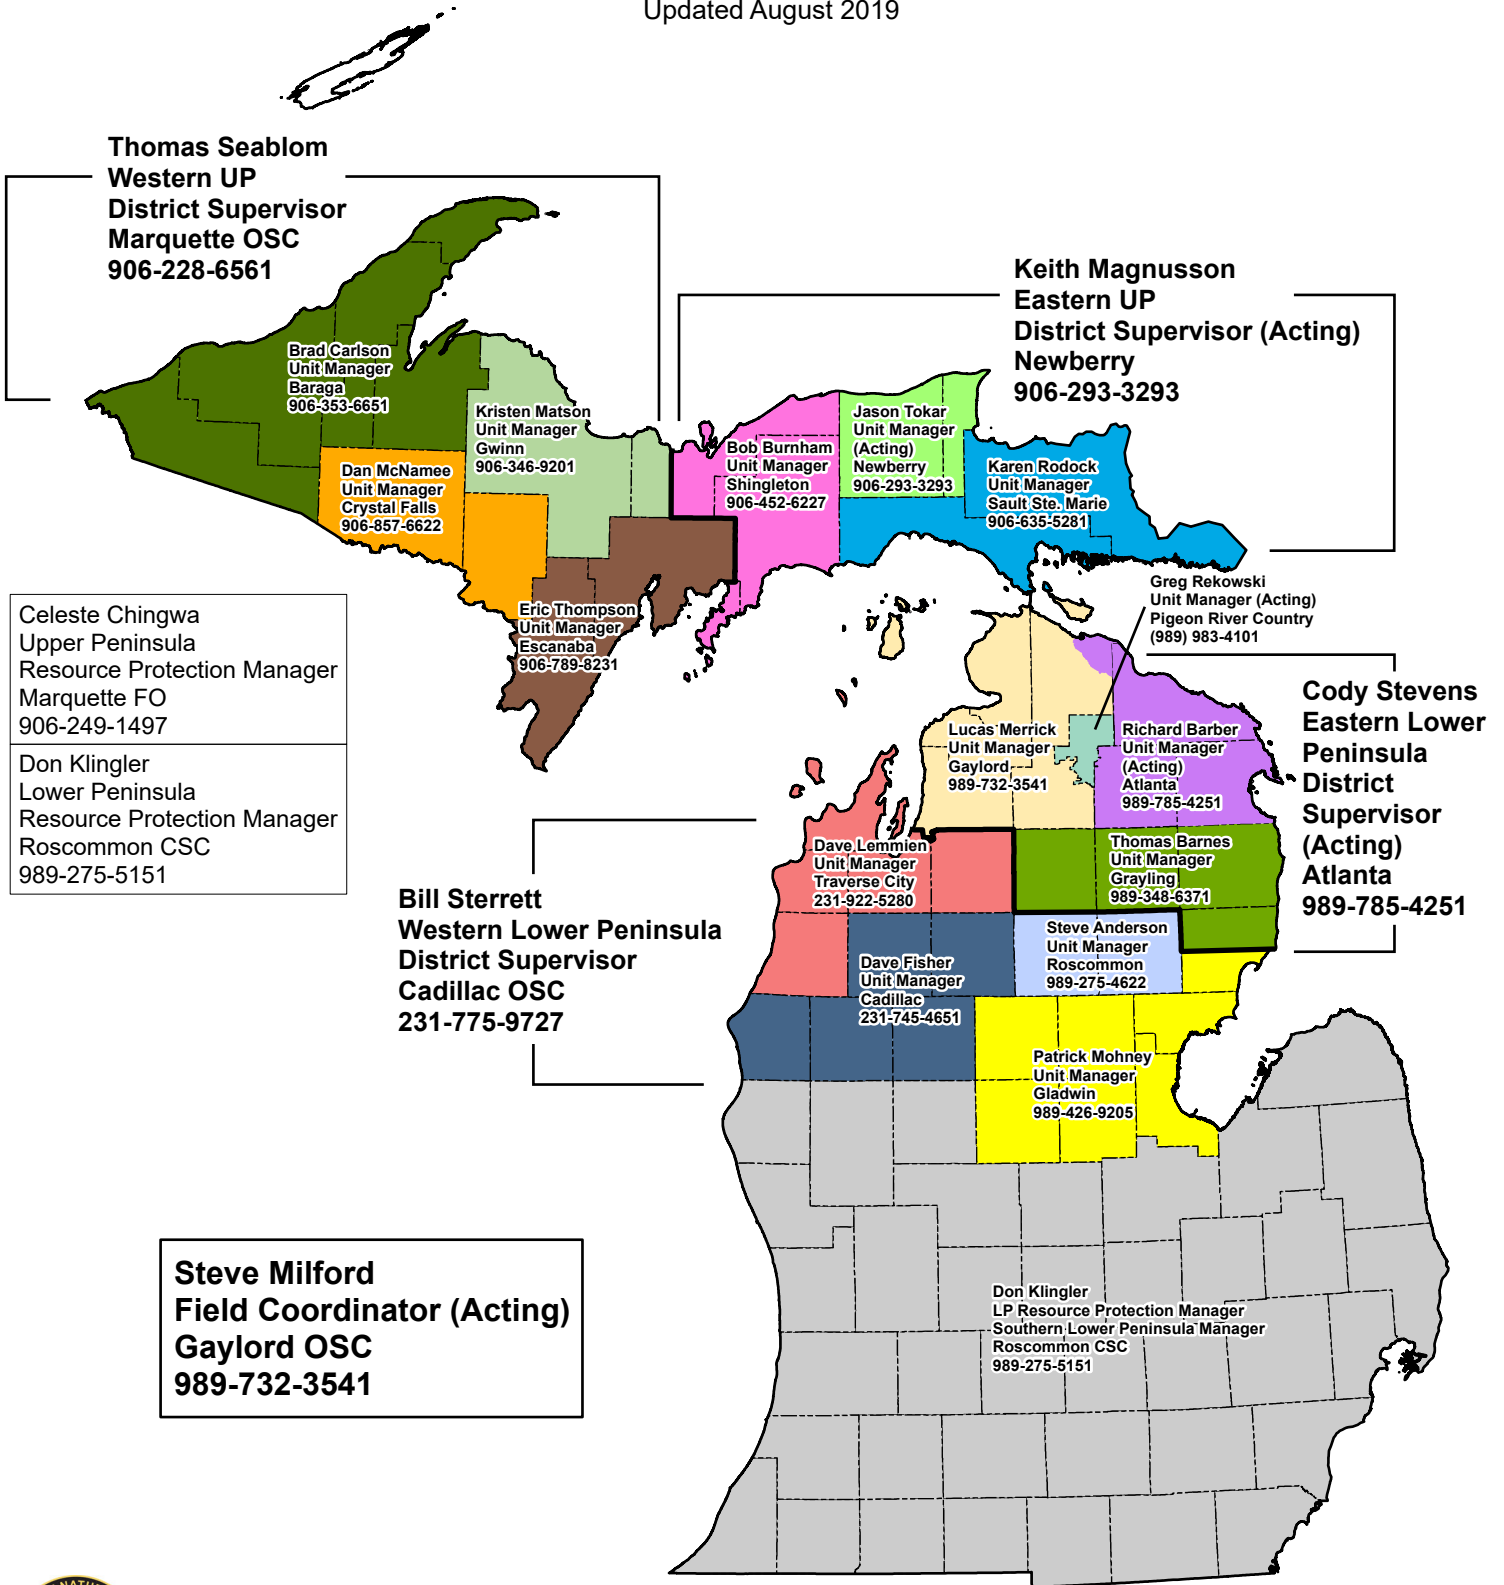 Updated August 2019
Thomas Seablom
Western UP
District Supervisor
Marquette OSC
906-228-6561
Keith Magnusson
Eastern UP
District Supervisor (Acting)
Newberry
906-293-3293
Brad Carlson
Unit Manager
Baraga
906-353-6651
Kristen Matson
Unit Manager
Gwinn
906-346-9201
Dan McNamee
Unit Manager
Crystal Falls
906-857-6622
Bob Burnham
Unit Manager
Shingleton
906-452-6227
Jason Tokar
Unit Manager
(Acting)
Newberry
906-293-3293
Karen Rodock
Unit Manager
Sault Ste. Marie
906-635-5281
Eric Thompson
Unit Manager
Escanaba
906-789-8231
Greg Rekowski
Unit Manager (Acting)
Pigeon River Country
(989) 983-4101
Celeste Chingwa
Upper Peninsula
Resource Protection Manager
Marquette FO
906-249-1497
Don Klingler
Lower Peninsula
Resource Protection Manager
Roscommon CSC
989-275-5151
Cody Stevens
Eastern Lower
Peninsula
District
Supervisor
(Acting)
Atlanta
989-785-4251
Lucas Merrick
Unit Manager
Gaylord
989-732-3541
Richard Barber
Unit Manager
(Acting)
Atlanta
989-785-4251
Dave Lemmien
Unit Manager
Traverse City
231-922-5280
Thomas Barnes
Unit Manager
Grayling
989-348-6371
Bill Sterrett
Western Lower Peninsula
District Supervisor
Cadillac OSC
231-775-9727
Dave Fisher
Unit Manager
Cadillac
231-745-4651
Steve Anderson
Unit Manager
Roscommon
989-275-4622
Patrick Mohney
Unit Manager
Gladwin
989-426-9205
Steve Milford
Field Coordinator (Acting)
Gaylord OSC
989-732-3541
Don Klingler
LP Resource Protection Manager
Southern Lower Peninsula Manager
Roscommon CSC
989-275-5151